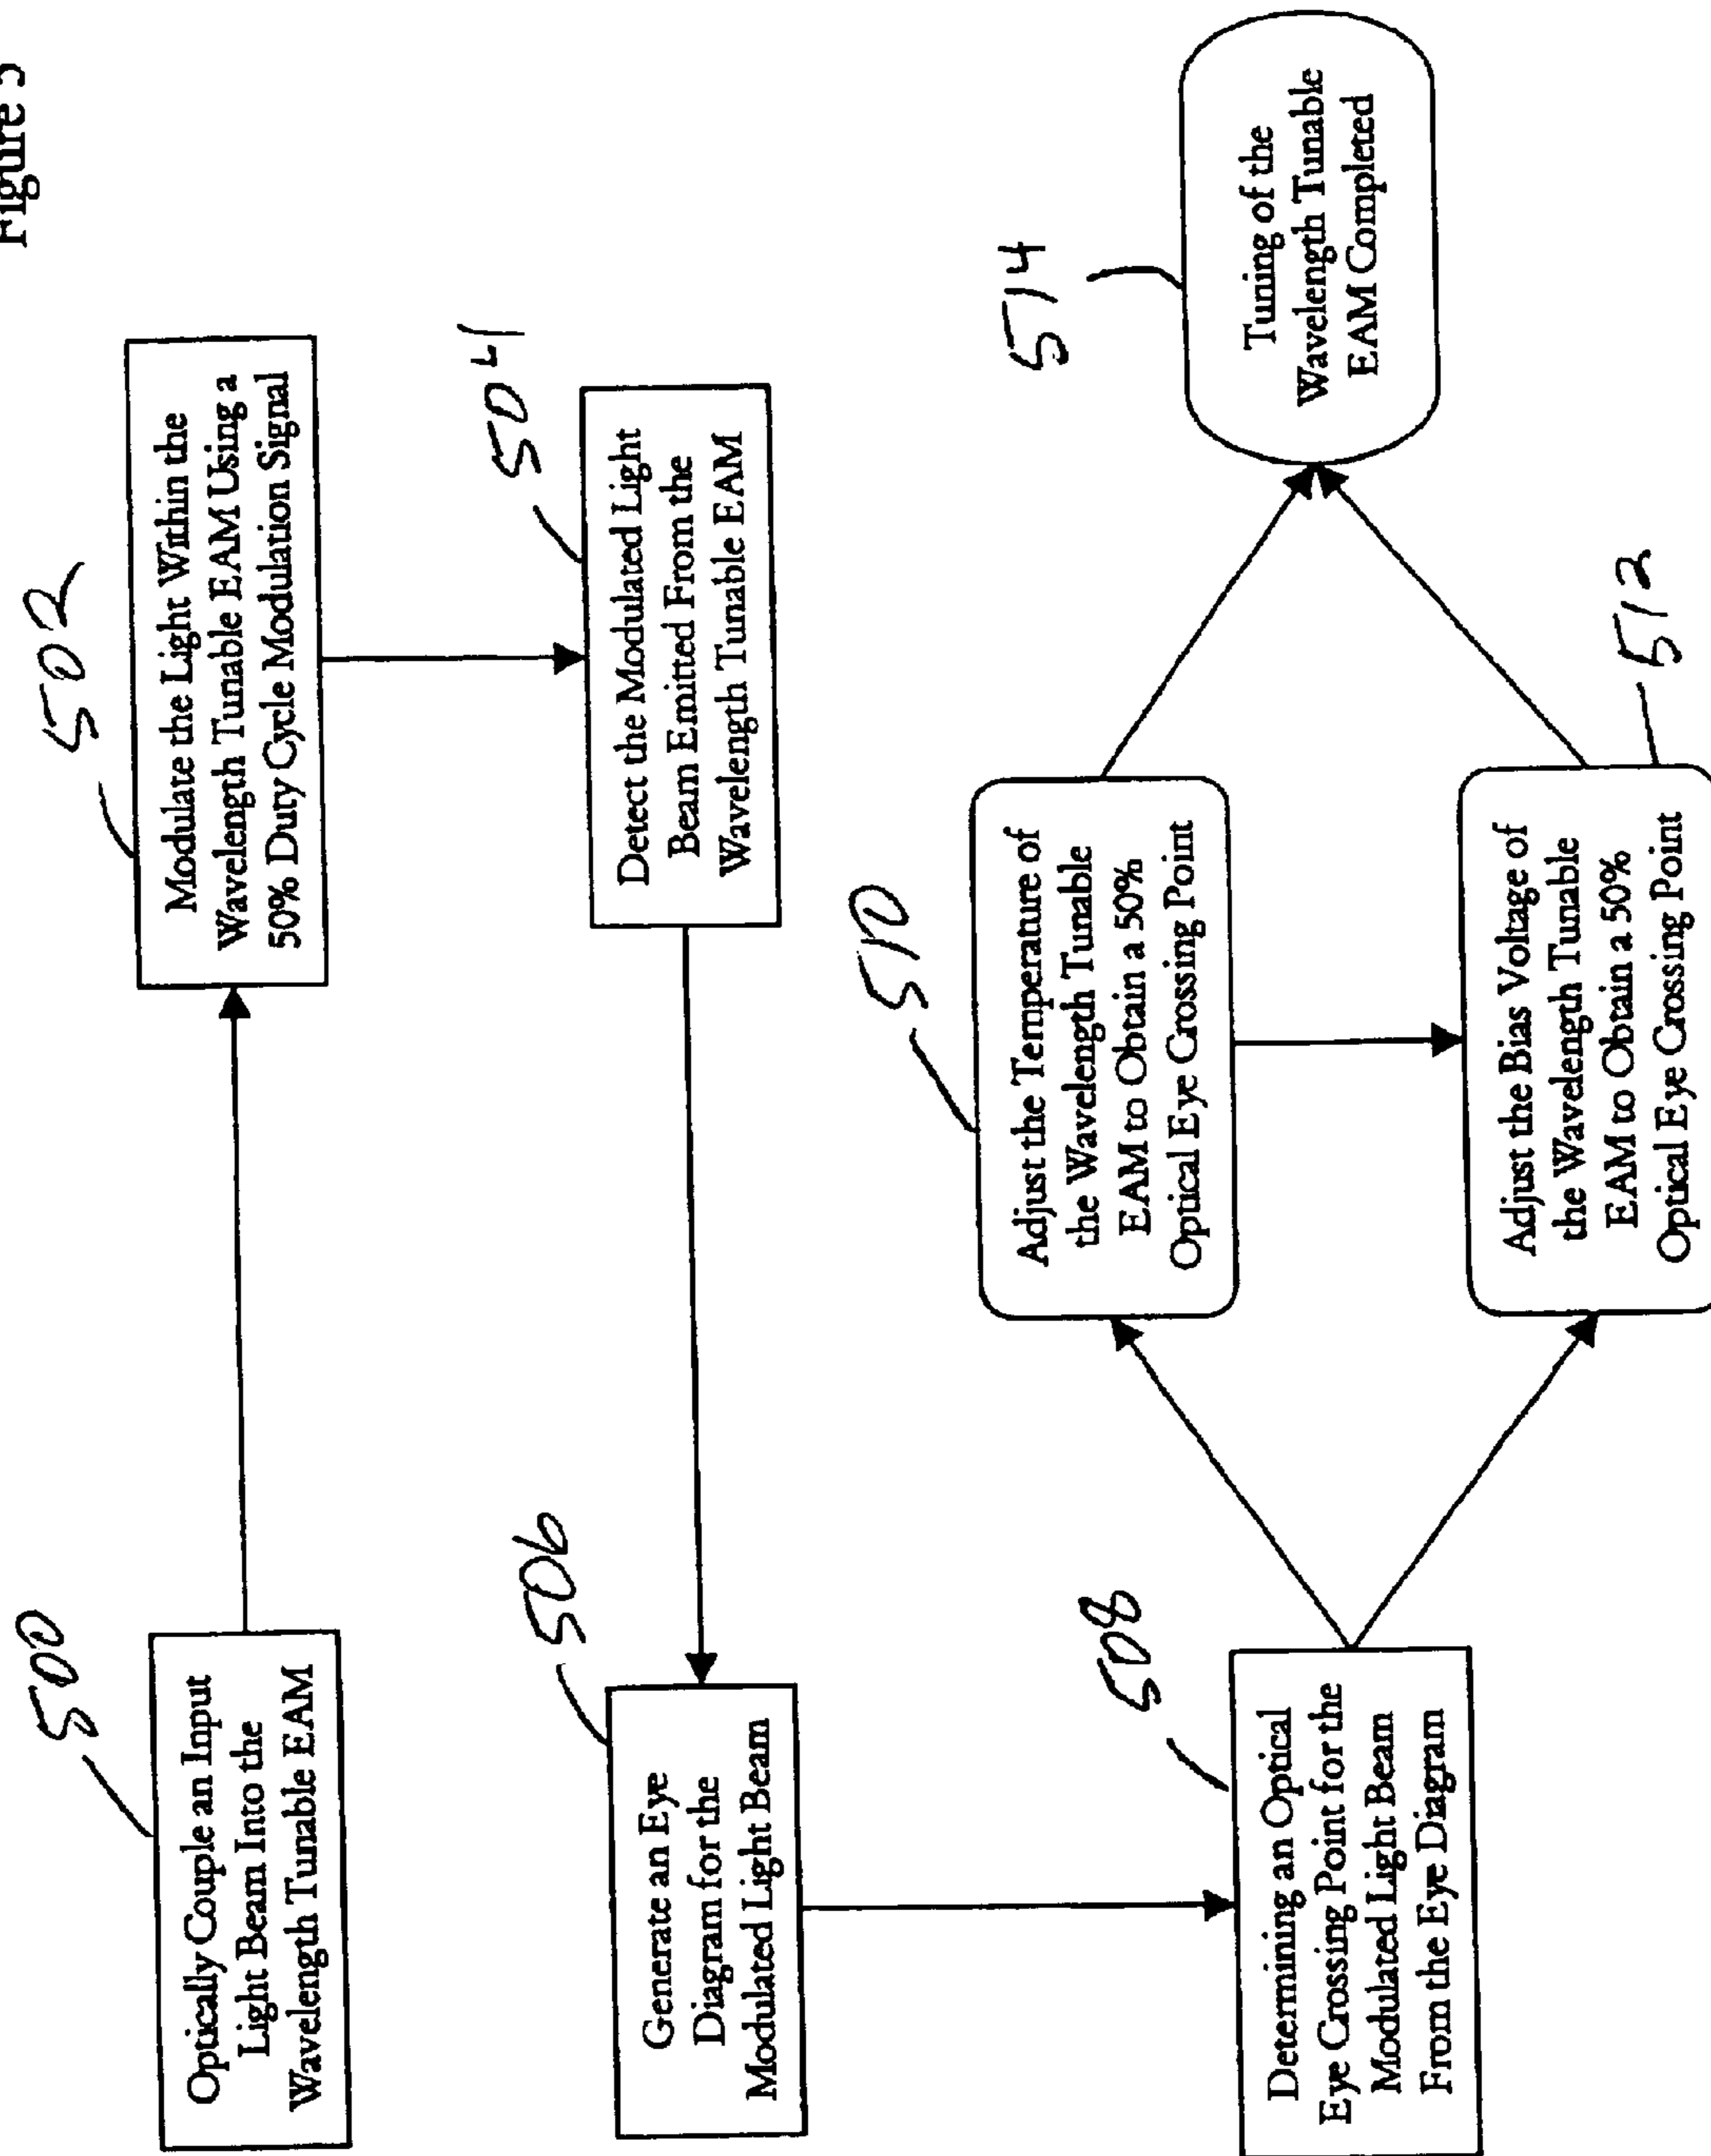 Figure 5
500
Optically Couple an Input
Light Beam Into the
Wavelength Tunable EAM
502
Modulate the Light Within the
Wavelength Tunable EAM Using a
50% Duty Cycle Modulation Signal
504
Detect the Modulated Light
Beam Emitted From the
Wavelength Tunable EAM
506
Generate an Eye
Diagram for the
Modulated Light Beam
508
Determining an Optical
Eye Crossing Point for the
Modulated Light Beam
From the Eye Diagram
510
Adjust the Temperature of
the Wavelength Tunable
EAM to Obtain a 50%
Optical Eye Crossing Point
512
Adjust the Bias Voltage of
the Wavelength Tunable
EAM to Obtain a 50%
Optical Eye Crossing Point
514
Tuning of the
Wavelength Tunable
EAM Completed